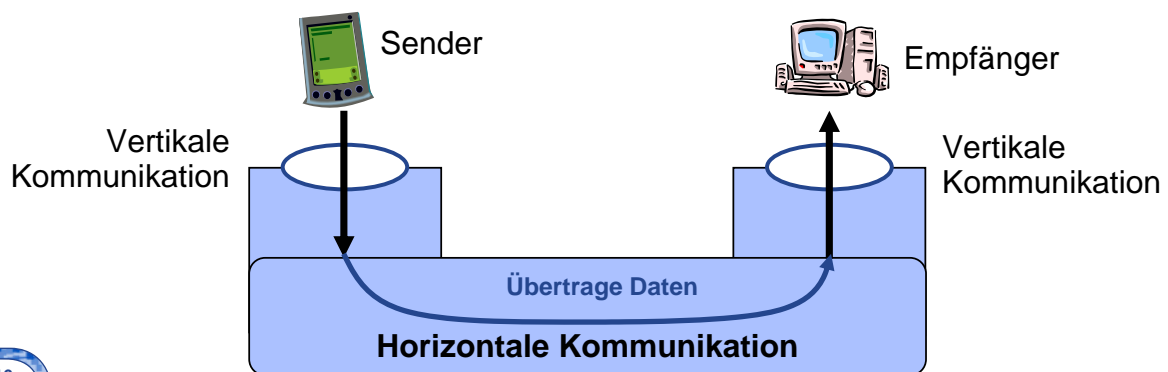 Sender
Empfänger
Vertikale
Kommunikation
Vertikale
Kommunikation
Übertrage Daten
Horizontale Kommunikation